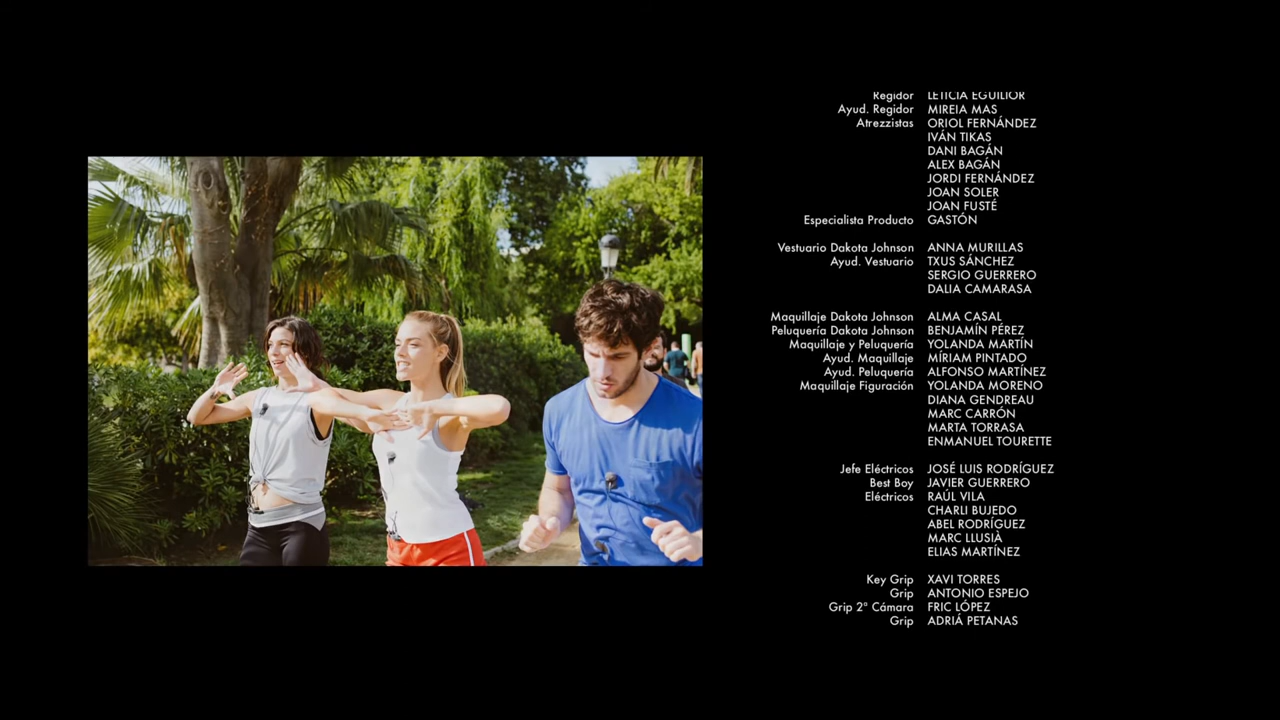 Regidor LETICIA EGUILIOR
Ayud. Regidor MIREIA MAS
Atrezzistas ORIOL FERNÁNDEZ
IVÁN TIKAS
DANI BAGÁN
ALEX BAGÁN
JORDI FERNÁNDEZ
JOAN SOLER
JOAN FUSTÉ
Especialista Producto GASTÓN
Vestuario Dakota Johnson ANNA MURILLAS
Ayud. Vestuario TXUS SÁNCHEZ
SERGIO GUERRERO
DALIA CAMARASA
Maquillaje Dakota Johnson ALMA CASAL
Peluquería Dakota Johnson BENJAMÍN PÉREZ
Maquillaje y Peluquería YOLANDA MARTÍN
Ayud. Maquillaje MÍRIAM PINTADO
Ayud. Peluquería ALFONSO MARTÍNEZ
Maquillaje Figuración YOLANDA MORENO
DIANA GENDREAU
MARC CARRÓN
MARTA TORRASA
ENMANUEL TOURETTE
Jefe Eléctricos JOSÉ LUIS RODRÍGUEZ
Best Boy JAVIER GUERRERO
Eléctricos RAÚL VILA
CHARLI BUJEDO
ABEL RODRÍGUEZ
MARC LLUSIÀ
ELIAS MARTÍNEZ
Key Grip XAVI TORRES
Grip ANTONIO ESPEJO
Grip 2º Cámara FRIC LÓPEZ
Grip ADRIÁ PETANAS